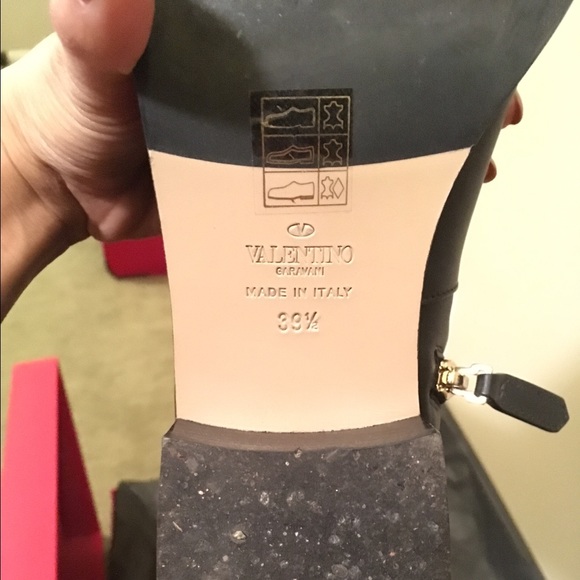 VALENTINO
GARAVANI
MADE IN ITALY
39½